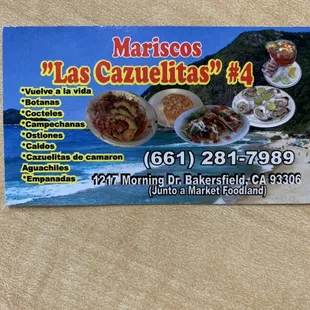 Mariscos
"Las Cazuelitas" #4
*Vuelve a la vida
*Botanas
*Cocteles
*Campechanas
*Ostiones
*Caldos
*Cazuelitas de camaron
Aguachiles
*Empanadas
(661) 281-7989
1217 Morning Dr. Bakersfield, CA 93306
(Junto a Market Foodland)